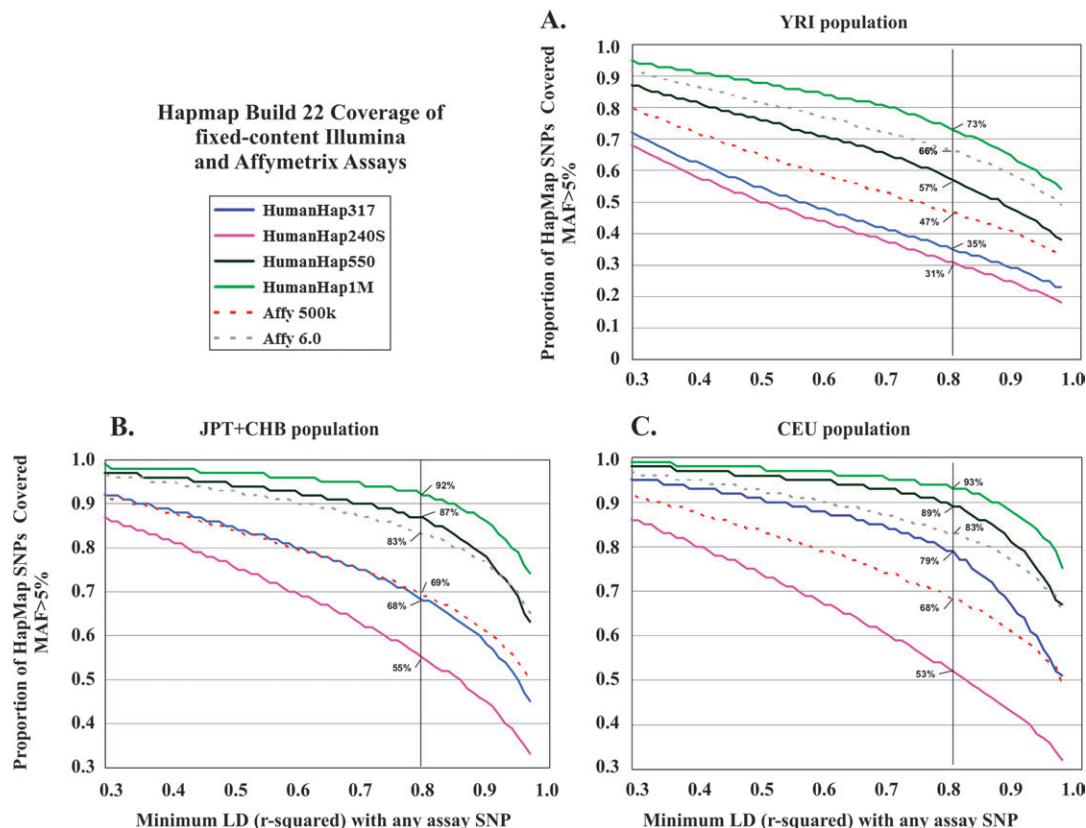 A.
YRI population
Hapmap Build 22 Coverage of
fixed-content Illumina
and Affymetrix Assays
HumanHap317
HumanHap240S
HumanHap550
HumanHap1M
Affy 500k
Affy 6.0
Proportion of HapMap SNPs Covered
MAF>5%
1.0
0.9
0.8
0.7
0.6
0.5
0.4
0.3
0.2
0.1
0
73%
66%
57%
47%
35%
31%
0.3 0.4 0.5 0.6 0.7 0.8 0.9 1.0
B.
JPT+CHB population
Proportion of HapMap SNPs Covered
MAF>5%
1.0
0.9
0.8
0.7
0.6
0.5
0.4
0.3
92%
87%
83%
69%
68%
55%
0.3 0.4 0.5 0.6 0.7 0.8 0.9 1.0
Minimum LD (r-squared) with any assay SNP
C.
CEU population
1.0
0.9
0.8
0.7
0.6
0.5
0.4
0.3
93%
89%
83%
79%
68%
53%
0.3 0.4 0.5 0.6 0.7 0.8 0.9 1.0
Minimum LD (r-squared) with any assay SNP